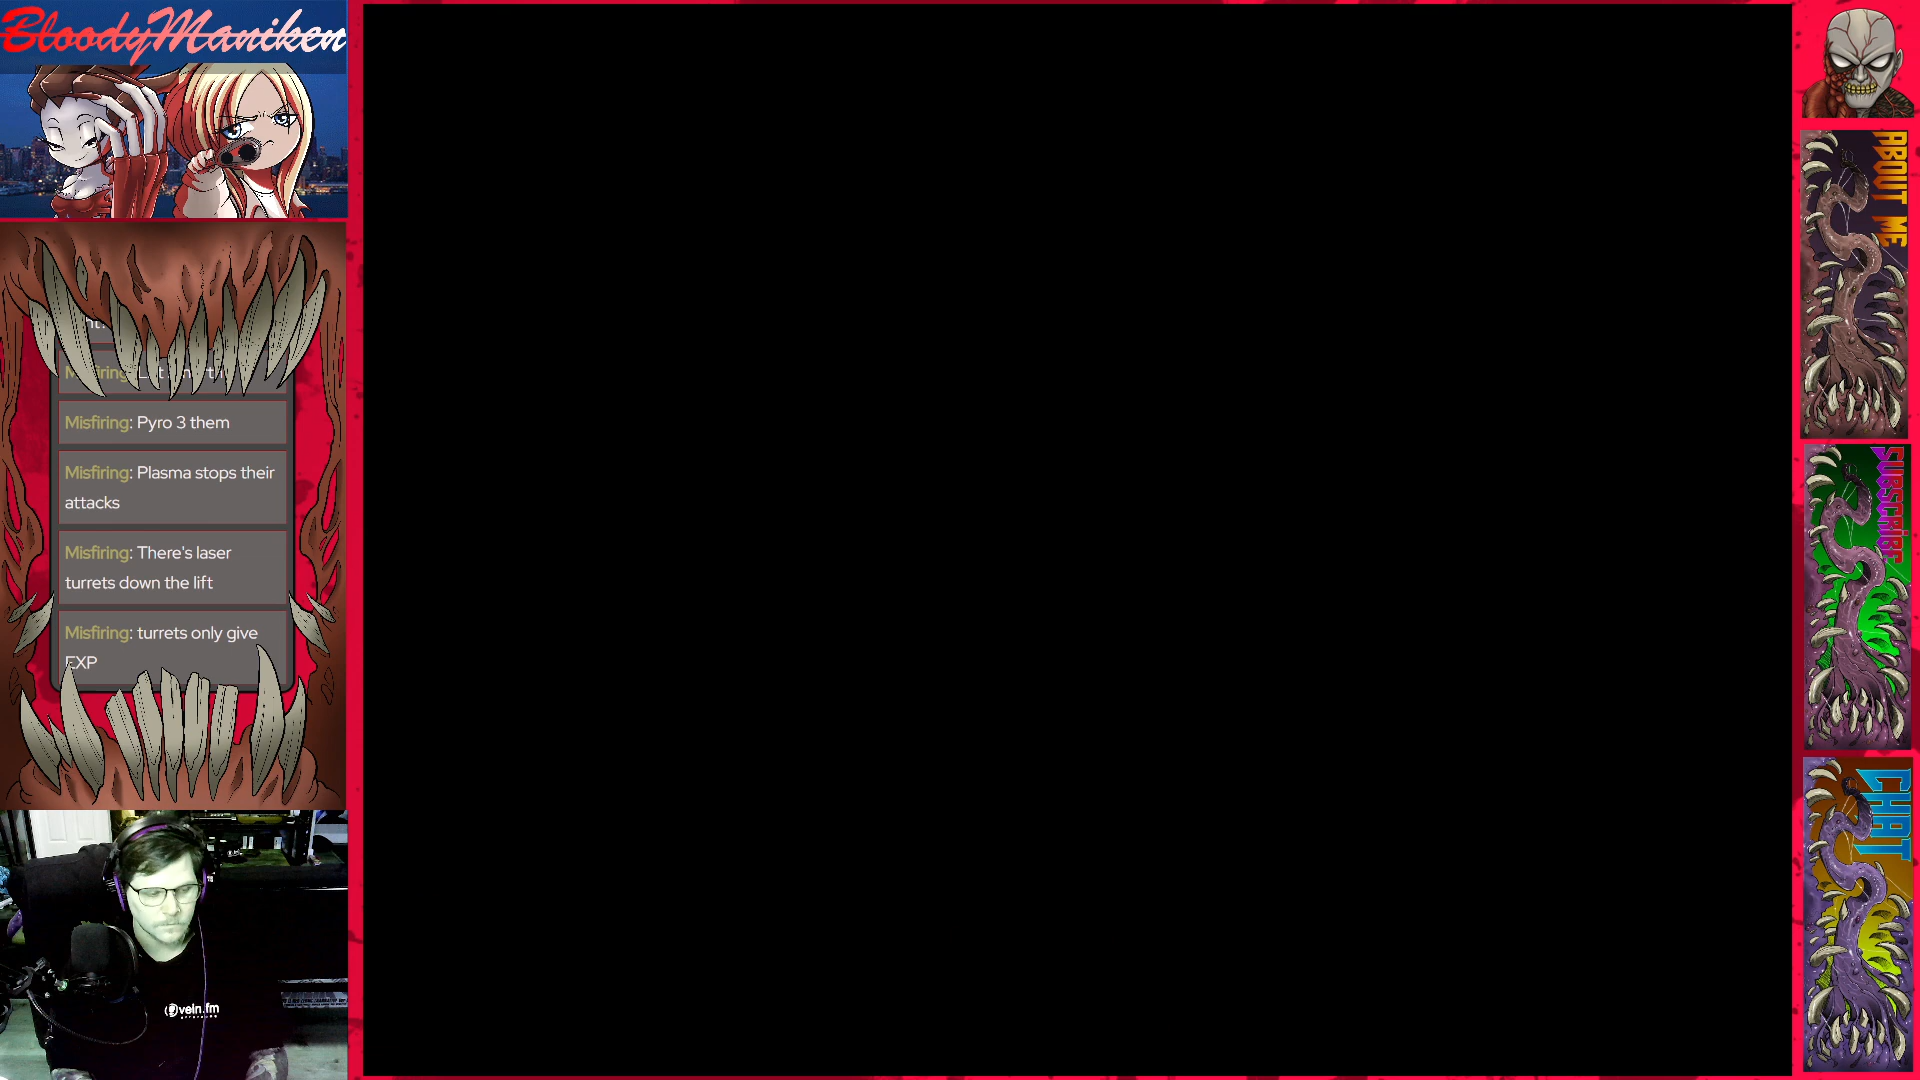 BloodyManiken
Misfiring:
Misfiring: Pyro 3 them
Misfiring: Plasma stops their
attacks
Misfiring: There's laser
turrets down the lift
Misfiring: turrets only give
EXP
vein.fm
ABOUT ME
SUBSCRIBE
CHAT